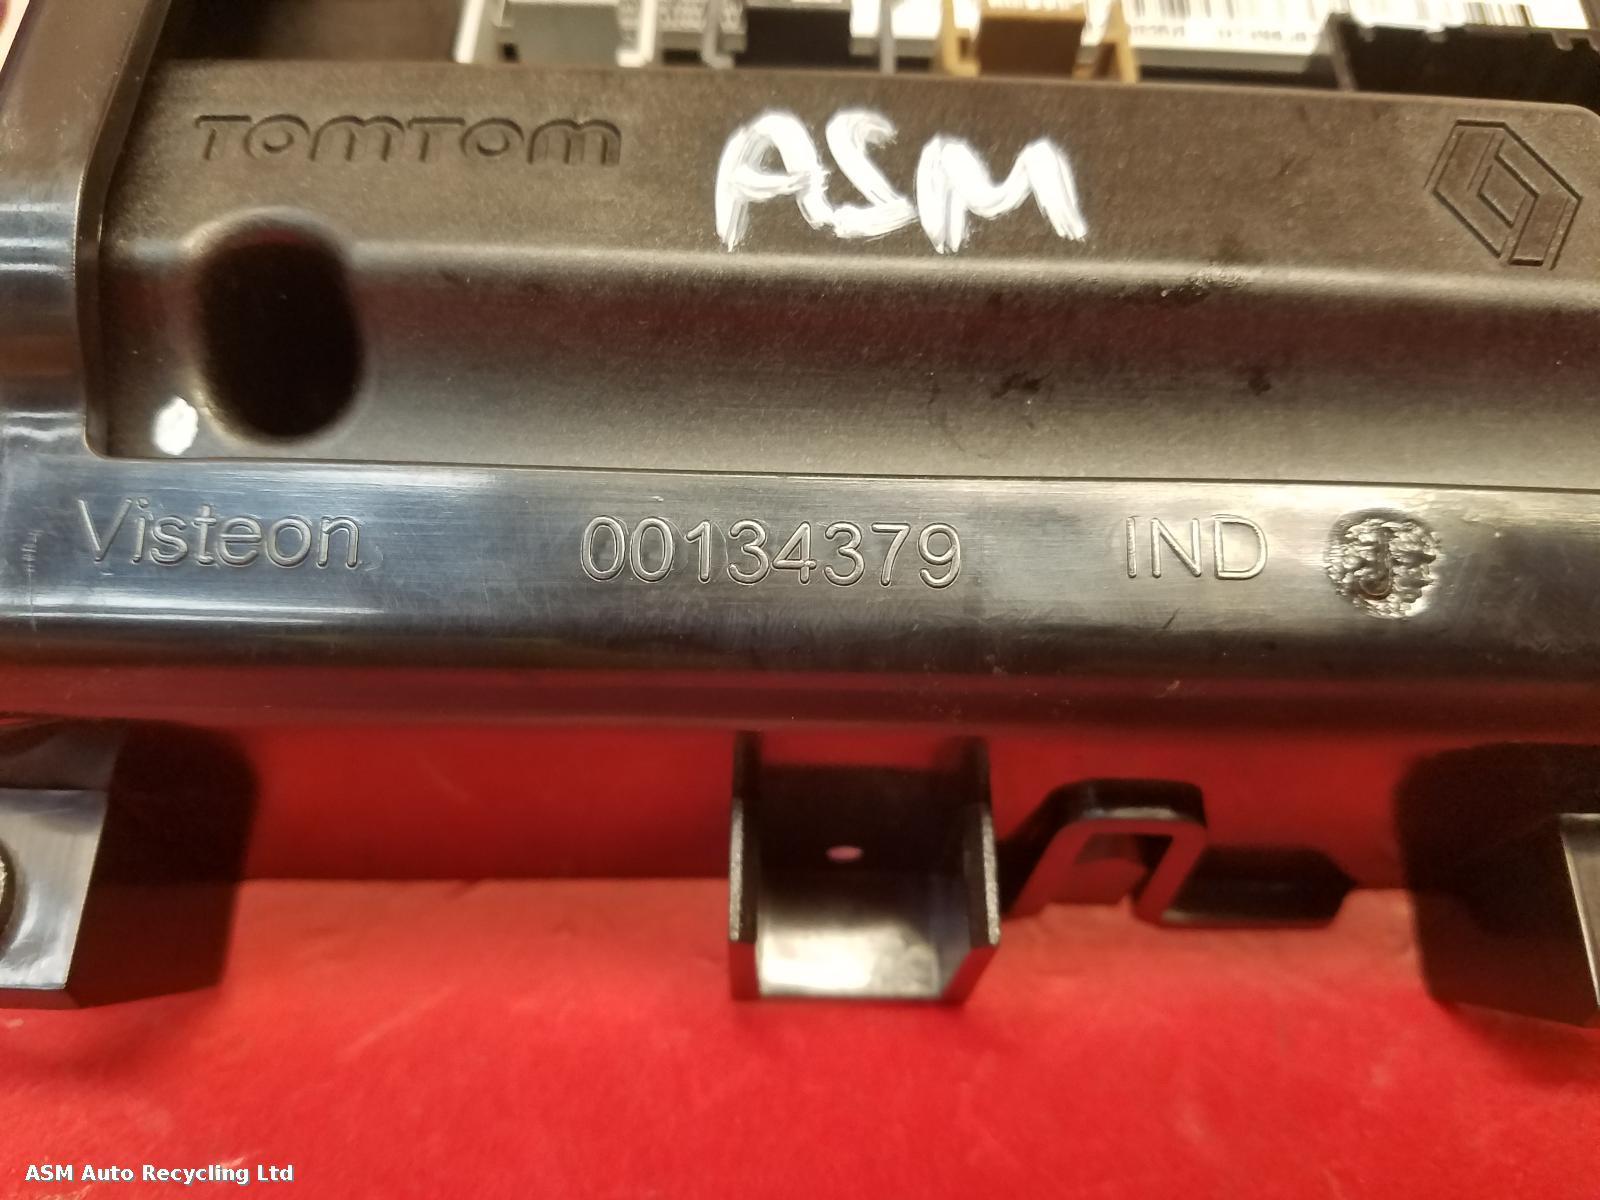 TOMTOM
ASM
Visteon 00134379 IND J
ASM Auto Recycling Ltd